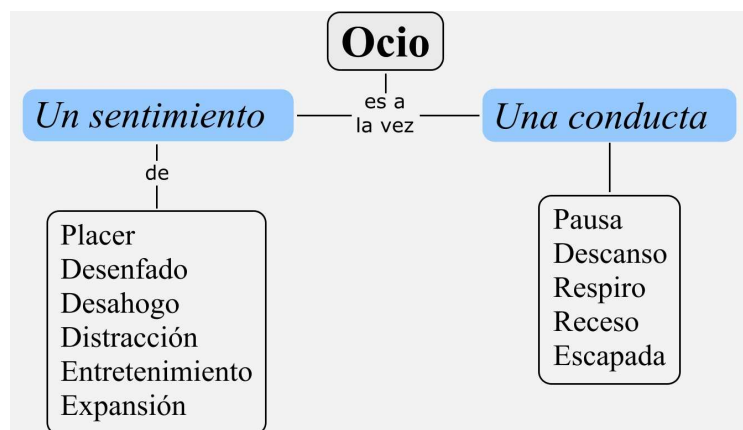 Ocio
es a
la vez
Un sentimiento
Una conducta
de
Placer
Desenfado
Desahogo
Distracción
Entretenimiento
Expansión
Pausa
Descanso
Respiro
Receso
Escapada